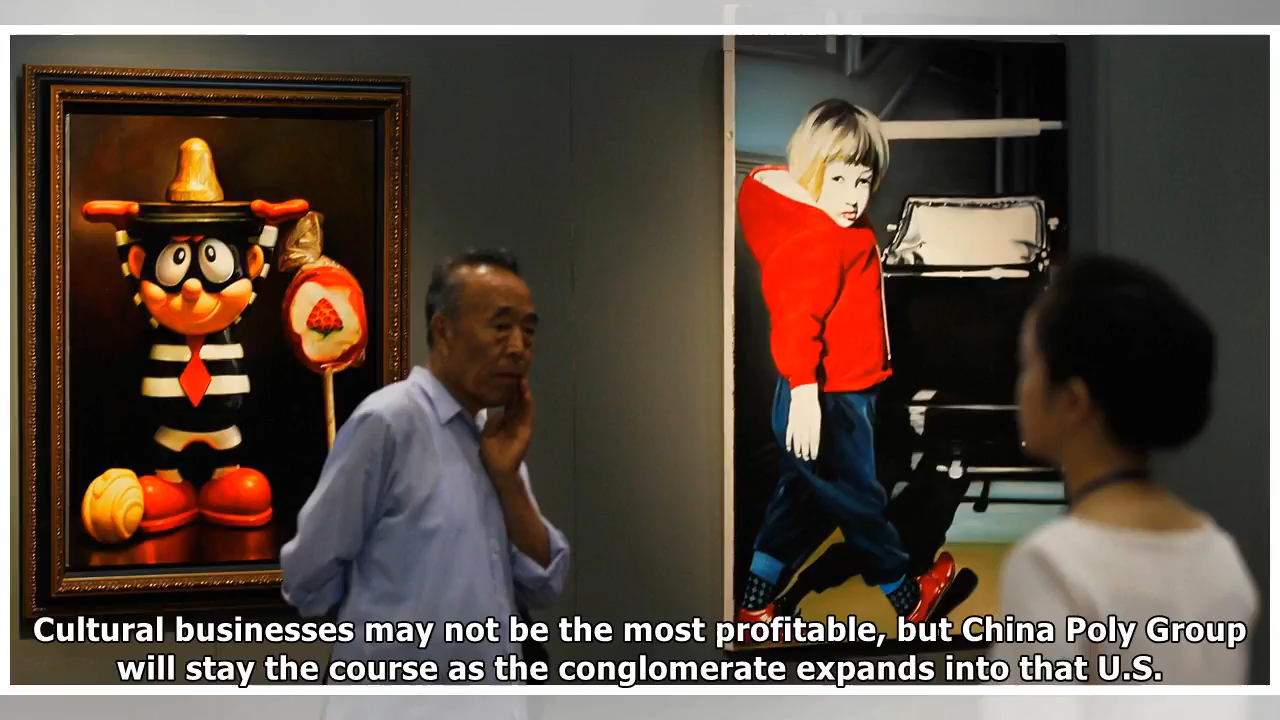 Cultural businesses may not be the most profitable, but China Poly Group
will stay the course as the conglomerate expands into that U.S.